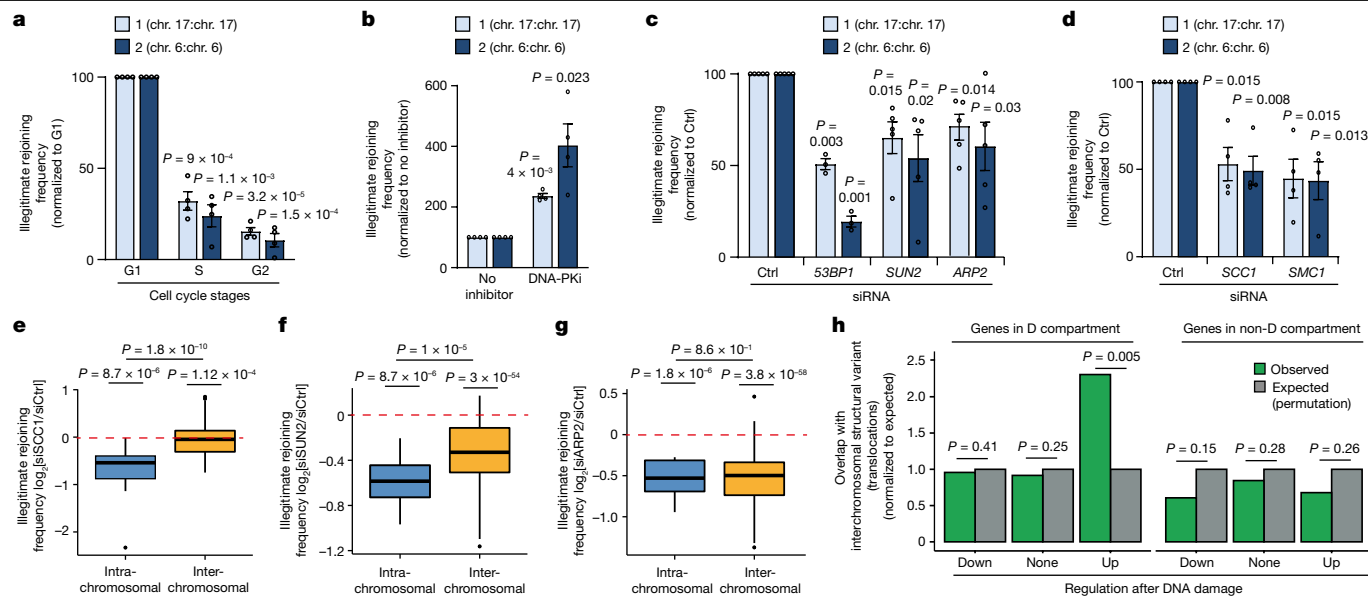 a
1 (chr. 17:chr. 17)
2 (chr. 6:chr. 6)
Illegitimate rejoining
frequency
(normalized to G1)
100
50
0
P = 9 × 10⁻⁴
P = 1.1 × 10⁻³
P = 3.2 × 10⁻⁵
P = 1.5 × 10⁻⁴
G1
S
G2
Cell cycle stages
b
1 (chr. 17:chr. 17)
2 (chr. 6:chr. 6)
Illegitimate rejoining
frequency
(normalized to no inhibitor)
600
400
200
0
P = 0.023
P =
4 × 10⁻³
No
inhibitor
DNA-PKi
c
1 (chr. 17:chr. 17)
2 (chr. 6:chr. 6)
Illegitimate rejoining
frequency
(normalized to Ctrl)
100
50
0
P =
0.003
P =
0.001
P =
0.015
P =
0.02
P = 0.014
P = 0.03
Ctrl
53BP1
SUN2
ARP2
siRNA
d
1 (chr. 17:chr. 17)
2 (chr. 6:chr. 6)
Illegitimate rejoining
frequency
(normalized to Ctrl)
100
50
0
P = 0.015
P = 0.008
P = 0.015
P = 0.013
Ctrl
SCC1
SMC1
siRNA
e
P = 1.8 × 10⁻¹⁰
P = 8.7 × 10⁻⁶
P = 1.12 × 10⁻⁴
Illegitimate rejoining
frequency log₂[siSCC1/siCtrl]
1
0
−1
−2
Intra-
chromosomal
Inter-
chromosomal
f
P = 1 × 10⁻⁵
P = 8.7 × 10⁻⁶
P = 3 × 10⁻⁵⁴
Illegitimate rejoining
frequency log₂[siSUN2/siCtrl]
0
−0.4
−0.8
−1.2
Intra-
chromosomal
Inter-
chromosomal
g
P = 8.6 × 10⁻¹
P = 1.8 × 10⁻⁶
P = 3.8 × 10⁻⁵⁸
Illegitimate rejoining
frequency log₂[siARP2/siCtrl]
0.5
0
−0.5
−1.0
Intra-
chromosomal
Inter-
chromosomal
h
Genes in D compartment
Genes in non-D compartment
Overlap with
interchromosomal structural variant
(translocations)
(normalized to expected)
2.5
2.0
1.5
1.0
0.5
0
P = 0.41
P = 0.25
P = 0.005
P = 0.15
P = 0.28
P = 0.26
Observed
Expected
(permutation)
Down
None
Up
Down
None
Up
Regulation after DNA damage